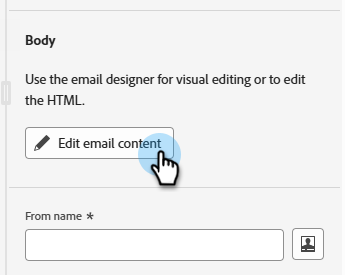 Body
Use the email designer for visual editing or to edit
the HTML.
Edit email content
From name *